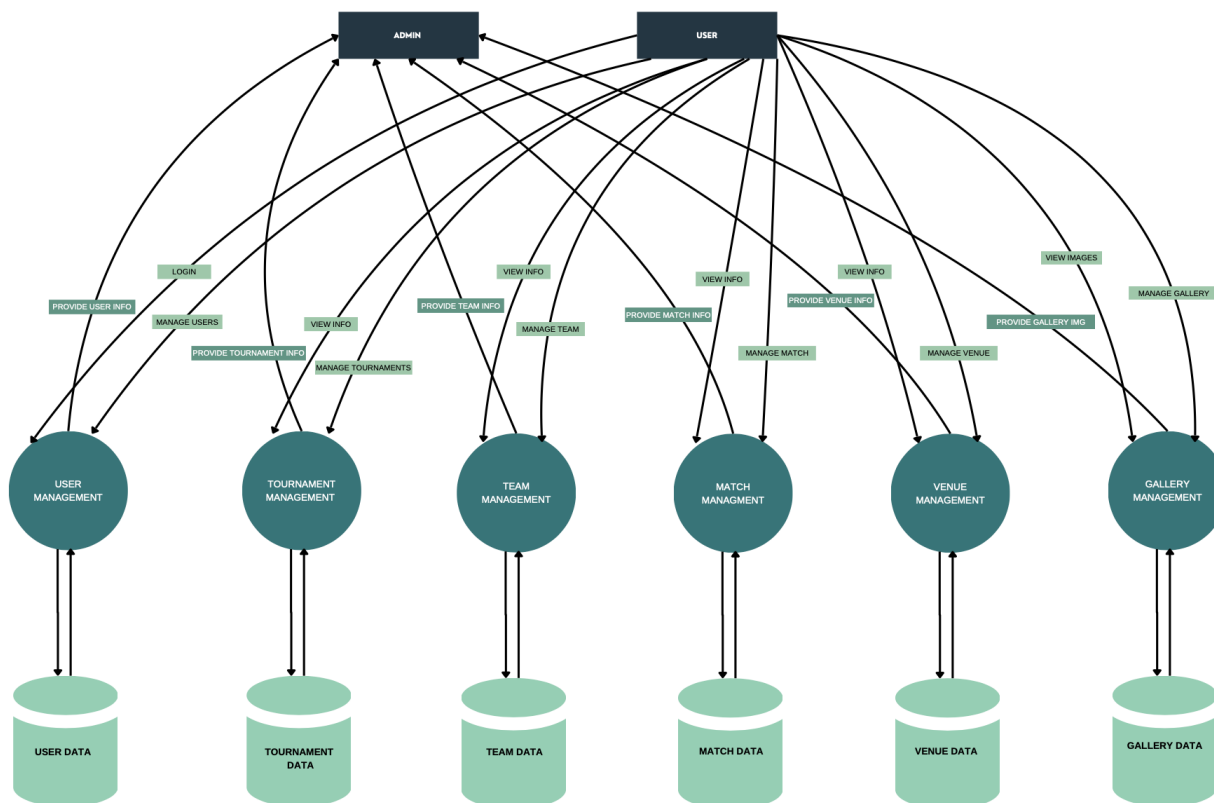 ADMIN
USER
LOGIN
VIEW INFO
VIEW INFO
VIEW INFO
VIEW IMAGES
MANAGE GALLERY
PROVIDE USER INFO
PROVIDE TEAM INFO
PROVIDE MATCH INFO
PROVIDE VENUE INFO
MANAGE USERS
VIEW INFO
MANAGE TEAM
PROVIDE GALLERY IMG
PROVIDE TOURNAMENT INFO
MANAGE TOURNAMENTS
MANAGE MATCH
MANAGE VENUE
USER
MANAGEMENT
TOURNAMENT
MANAGEMENT
TEAM
MANAGEMENT
MATCH
MANAGMENT
VENUE
MANAGEMENT
GALLERY
MANAGEMENT
USER DATA
TOURNAMENT
DATA
TEAM DATA
MATCH DATA
VENUE DATA
GALLERY DATA